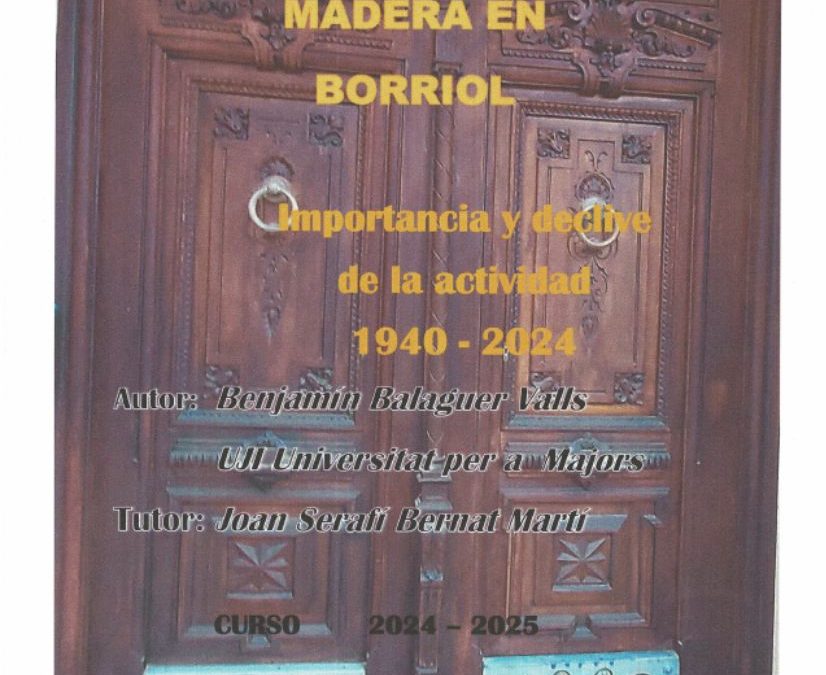 MADERA EN
BORRIOL
Importancia y declive
de la actividad
1940 - 2024
Autor: Benjamín Balaguer Valls
UJI Universitat per a Majors
Tutor: Joan Serafí Bernat Martí
CURSO 2024 – 2025